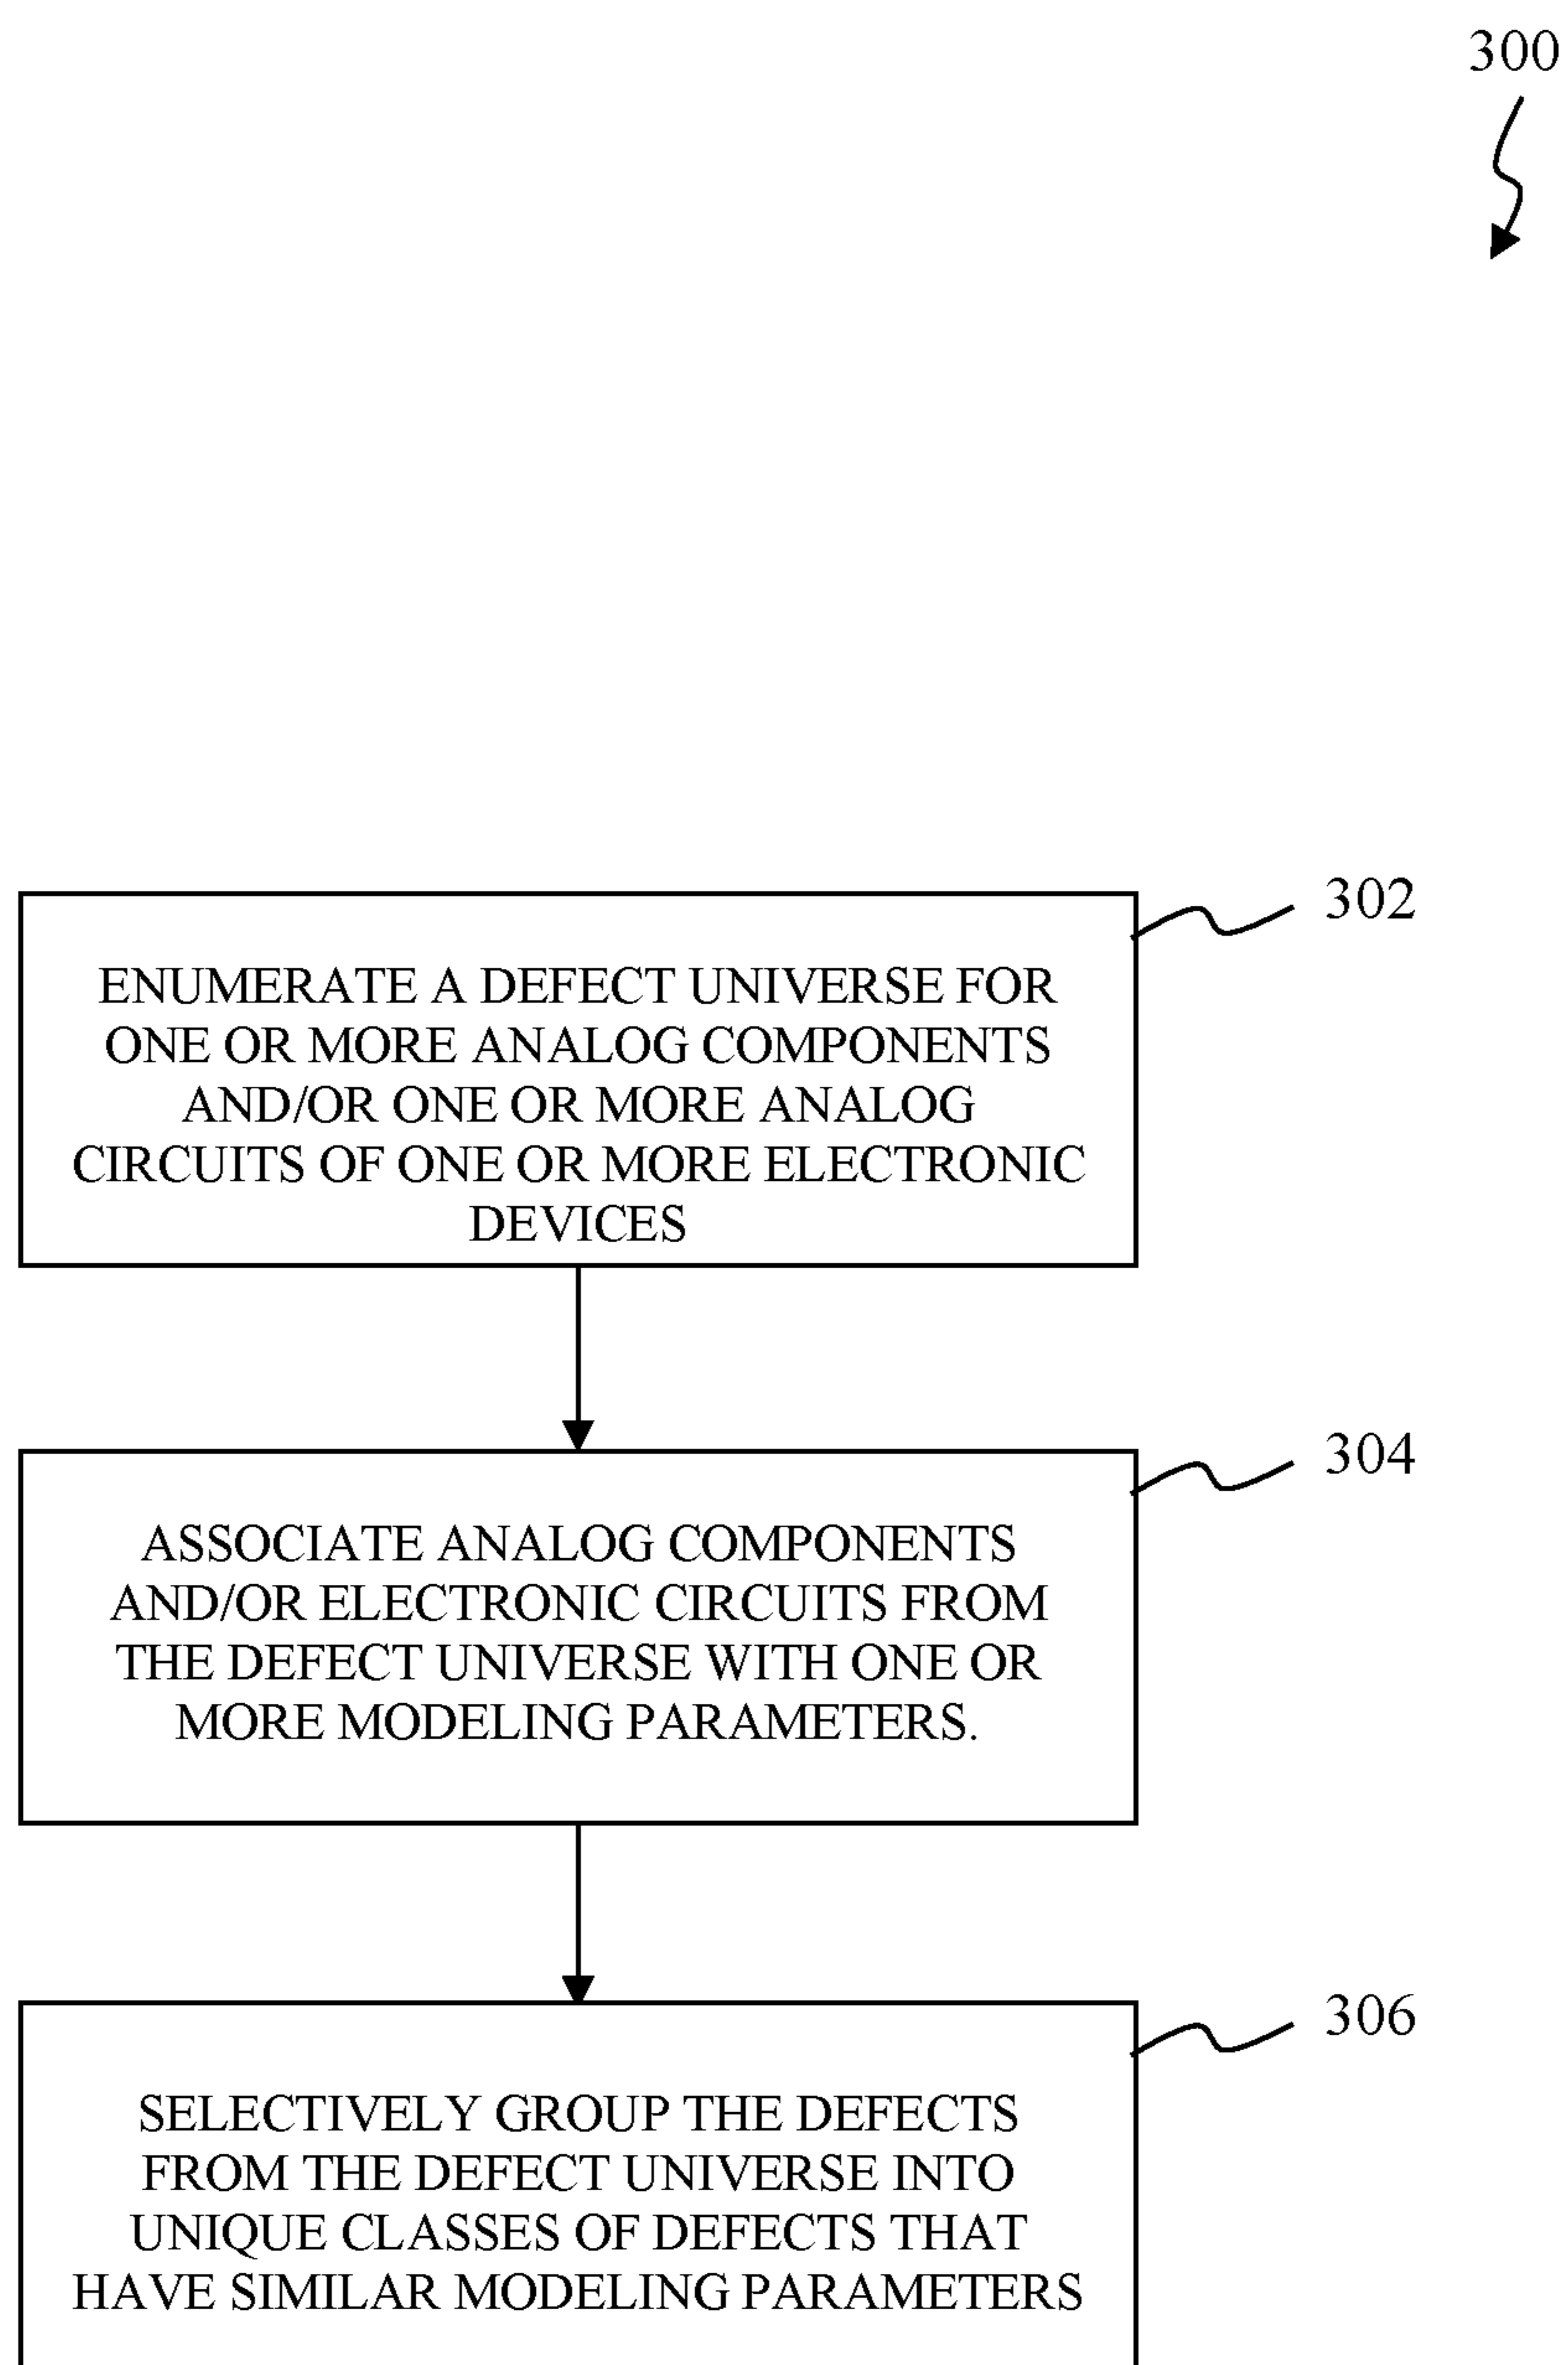 300
302
ENUMERATE A DEFECT UNIVERSE FOR
ONE OR MORE ANALOG COMPONENTS
AND/OR ONE OR MORE ANALOG
CIRCUITS OF ONE OR MORE ELECTRONIC
DEVICES
304
ASSOCIATE ANALOG COMPONENTS
AND/OR ELECTRONIC CIRCUITS FROM
THE DEFECT UNIVERSE WITH ONE OR
MORE MODELING PARAMETERS.
306
SELECTIVELY GROUP THE DEFECTS
FROM THE DEFECT UNIVERSE INTO
UNIQUE CLASSES OF DEFECTS THAT
HAVE SIMILAR MODELING PARAMETERS